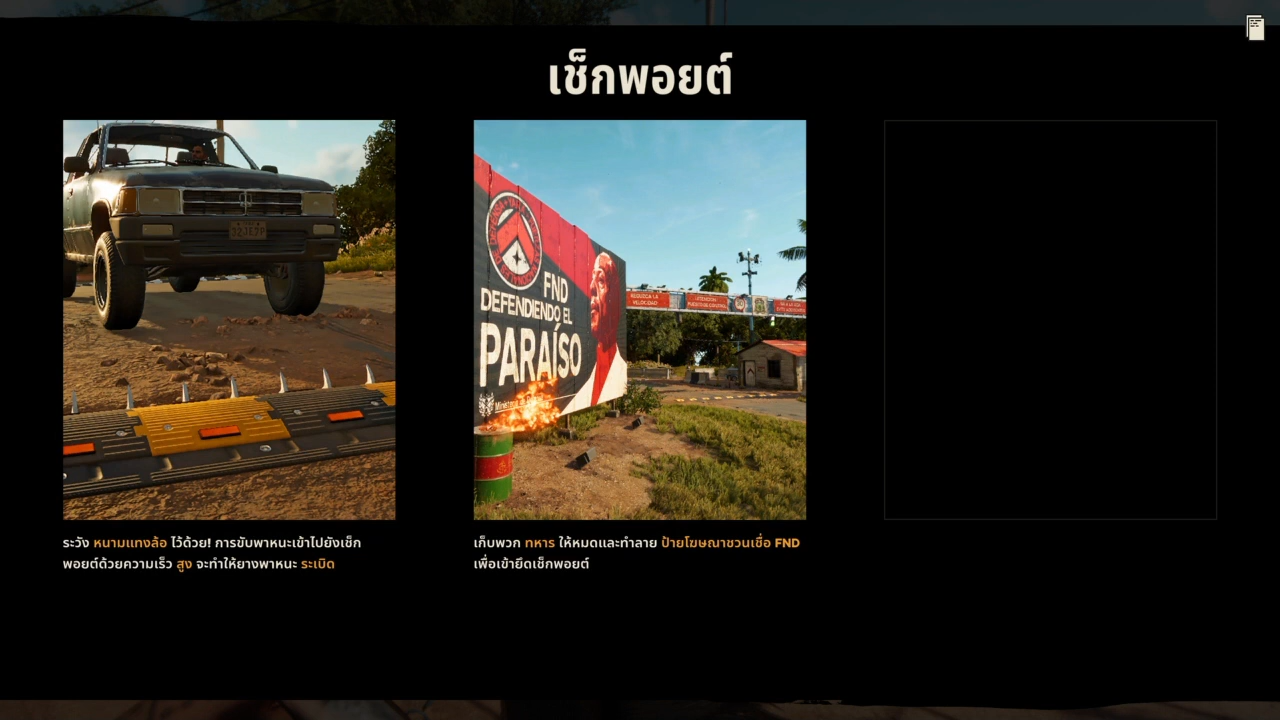 เช็กพอยต์
32JE7P
DEFENSA
FND
DEFENDIENDO EL
PARAÍSO
REDUZCA LA
VELOCIDAD
ระวัง หนามแทงล้อ ไว้ด้วย! การขับพาหนะเข้าไปยังเช็ก
พอยต์ด้วยความเร็ว สูง จะทำให้ยางพาหนะ ระเบิด
เก็บพวก ทหาร ให้หมดและทำลาย ป้ายโฆษณาชวนเชื่อ FND
เพื่อเข้ายึดเช็กพอยต์